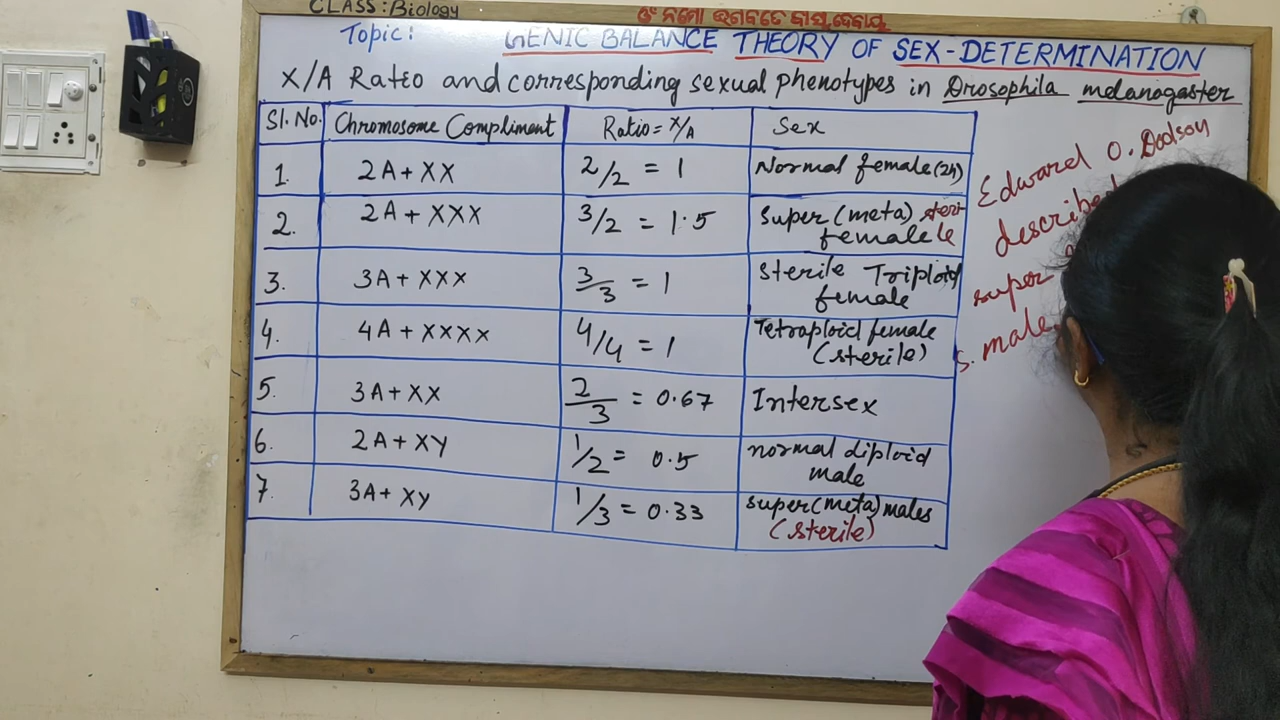 CLASS: Biology
ଓଁ ନମୋ ଭଗବତେ ବାସୁଦେବାୟ
Topic: GENIC BALANCE THEORY OF SEX-DETERMINATION
X/A Ratio and corresponding sexual phenotypes in Drosophila melanogaster
Sl. No. Chromosome Compliment Ratio = X/A Sex
1. 2A + XX 2/2 = 1 Normal female (2n)
2. 2A + XXX 3/2 = 1.5 super (meta) female
3. 3A + XXX 3/3 = 1 sterile Triploid female
4. 4A + XXXX 4/4 = 1 Tetraploid female (sterile)
5. 3A + XX 2/3 = 0.67 Intersex
6. 2A + XY 1/2 = 0.5 normal diploid male
7. 3A + XY 1/3 = 0.33 super (meta) males (sterile)
Edward O. Dodson
super
s. male